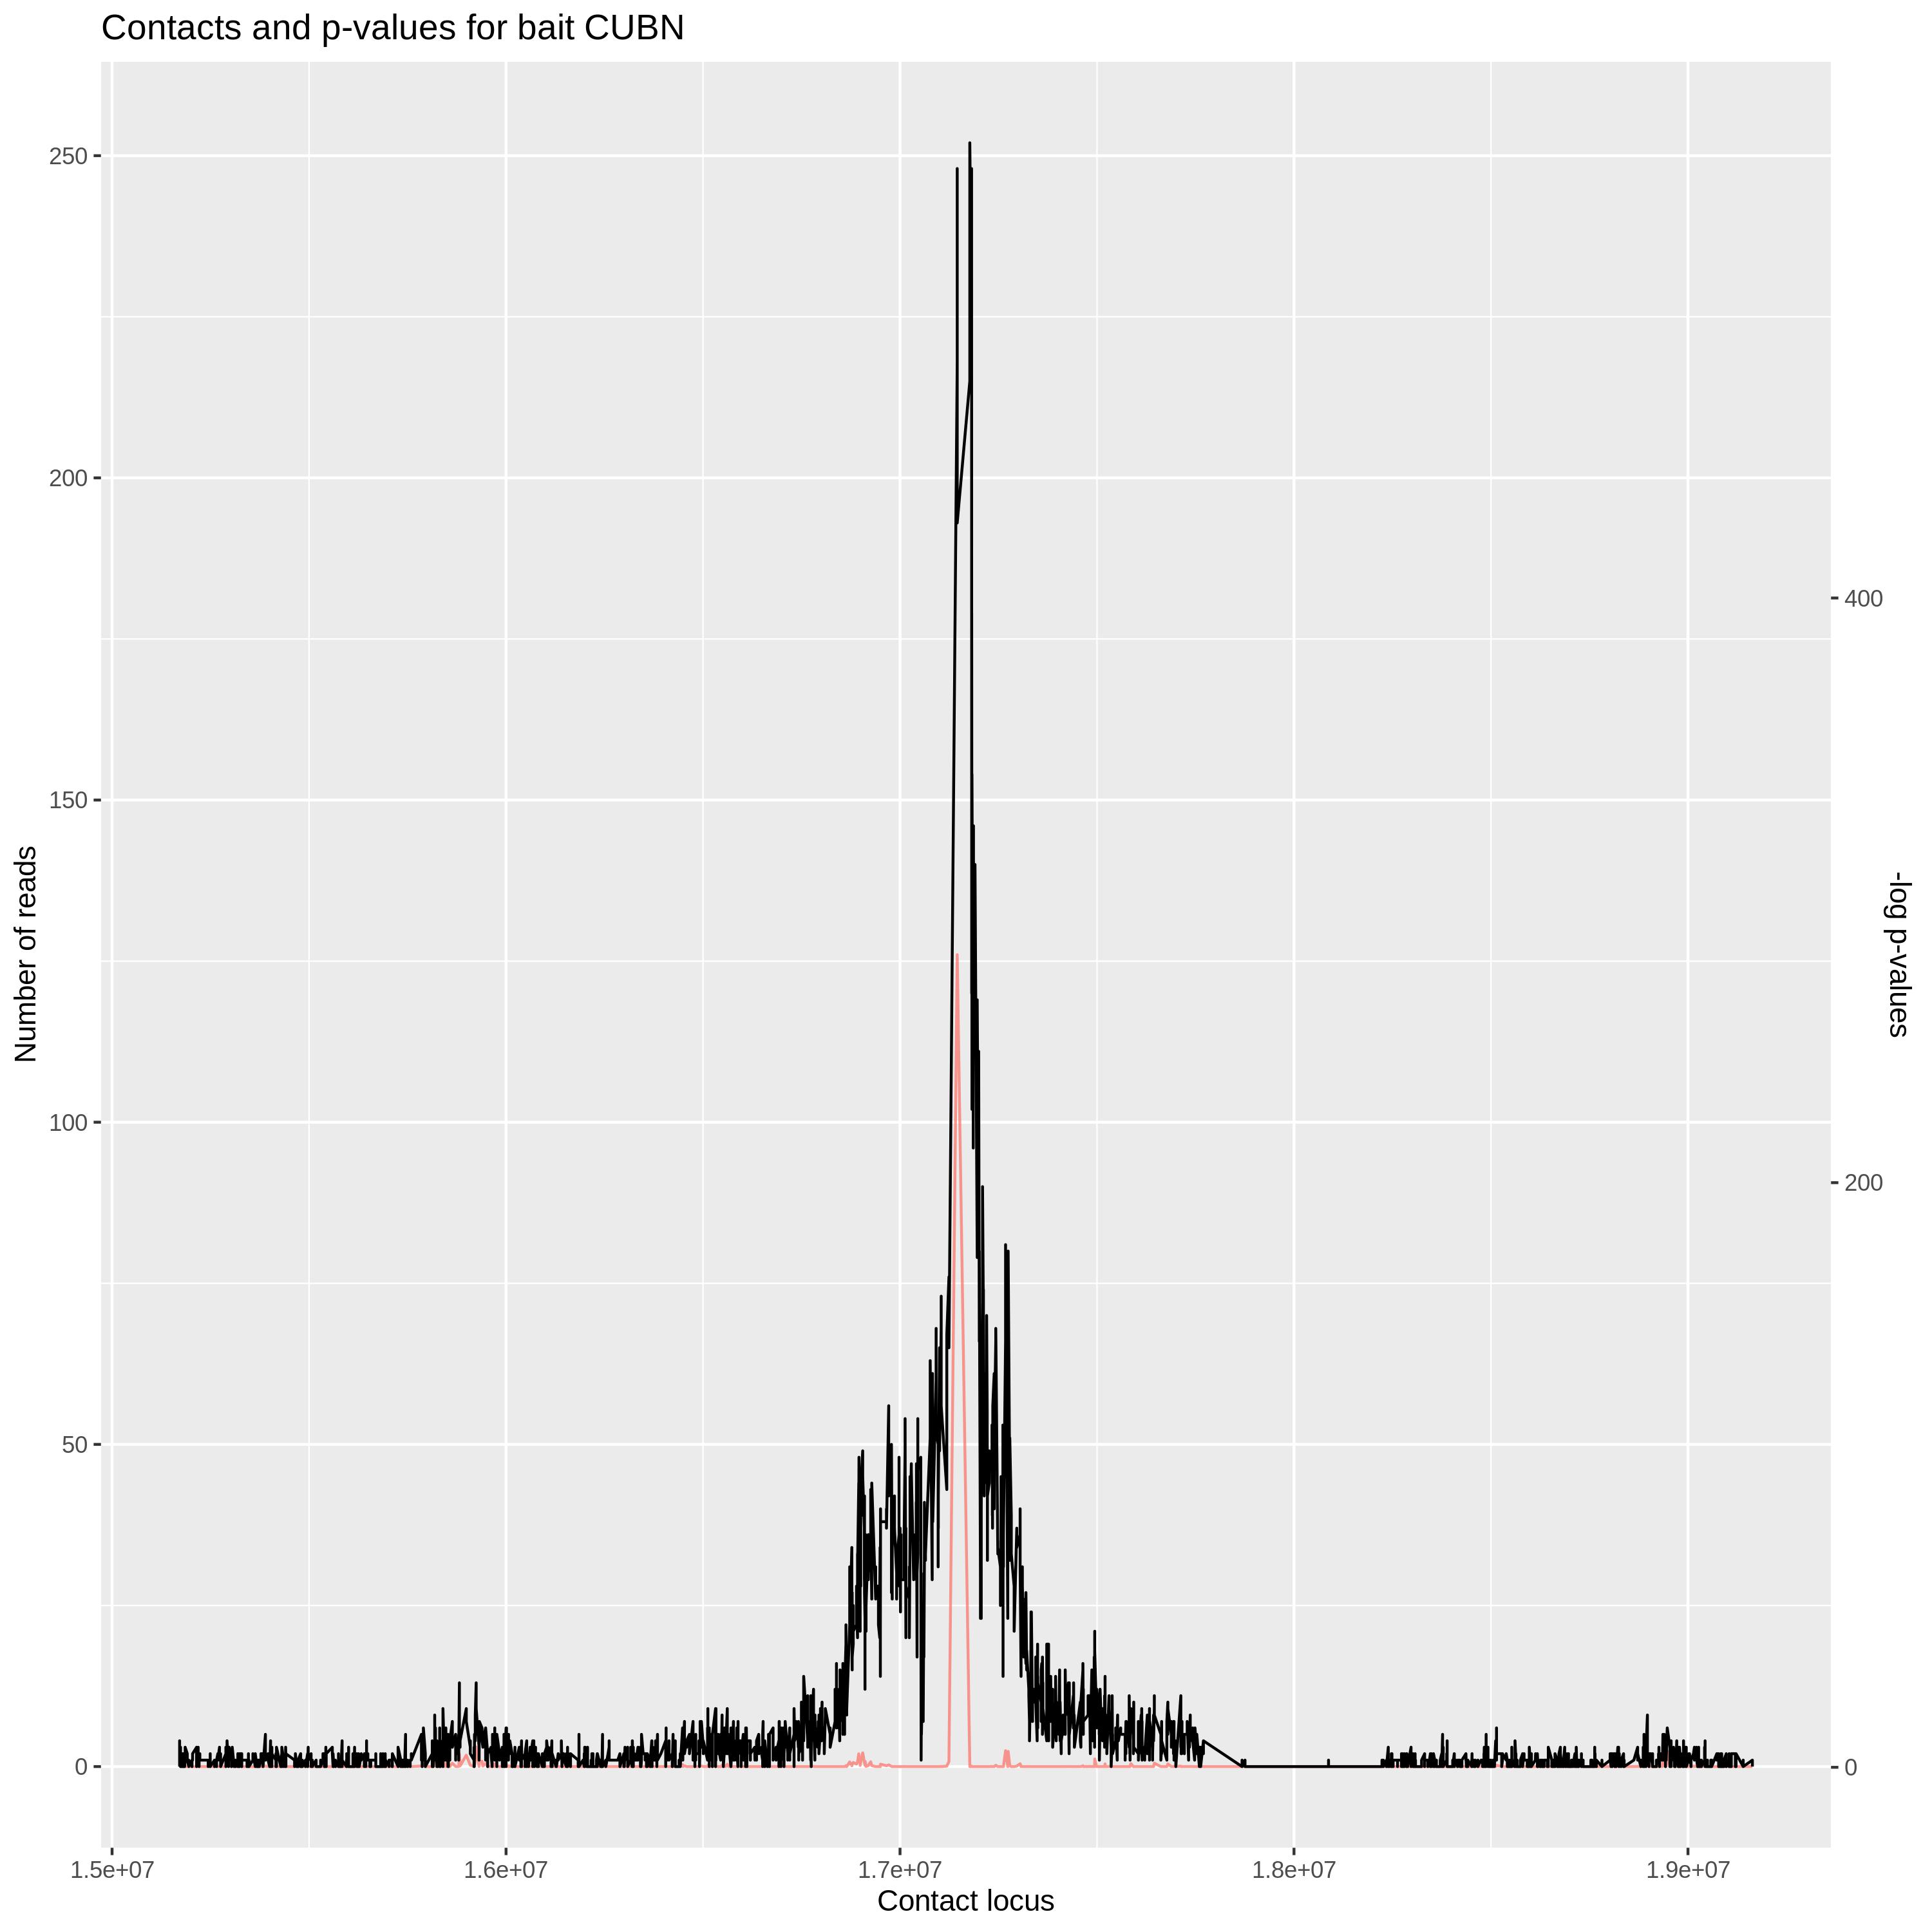 Contacts and p-values for bait CUBN
250
200
150
100
50
0
Number of reads
400
200
0
-log p-values
1.5e+07 1.6e+07 1.7e+07 1.8e+07 1.9e+07
Contact locus